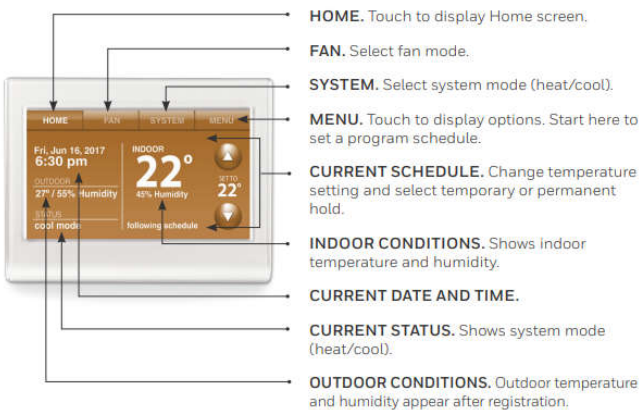 HOME. Touch to display Home screen.
FAN. Select fan mode.
SYSTEM. Select system mode (heat/cool).
MENU. Touch to display options. Start here to
set a program schedule.
CURRENT SCHEDULE. Change temperature
setting and select temporary or permanent
hold.
INDOOR CONDITIONS. Shows indoor
temperature and humidity.
CURRENT DATE AND TIME.
CURRENT STATUS. Shows system mode
(heat/cool).
OUTDOOR CONDITIONS. Outdoor temperature
and humidity appear after registration.
HOME FAN SYSTEM MENU
Fri, Jun 16, 2017
6:30 pm
OUTDOOR
27° / 55% Humidity
STATUS
cool mode
INDOOR
22°
45% Humidity
following schedule
SET TO
22°